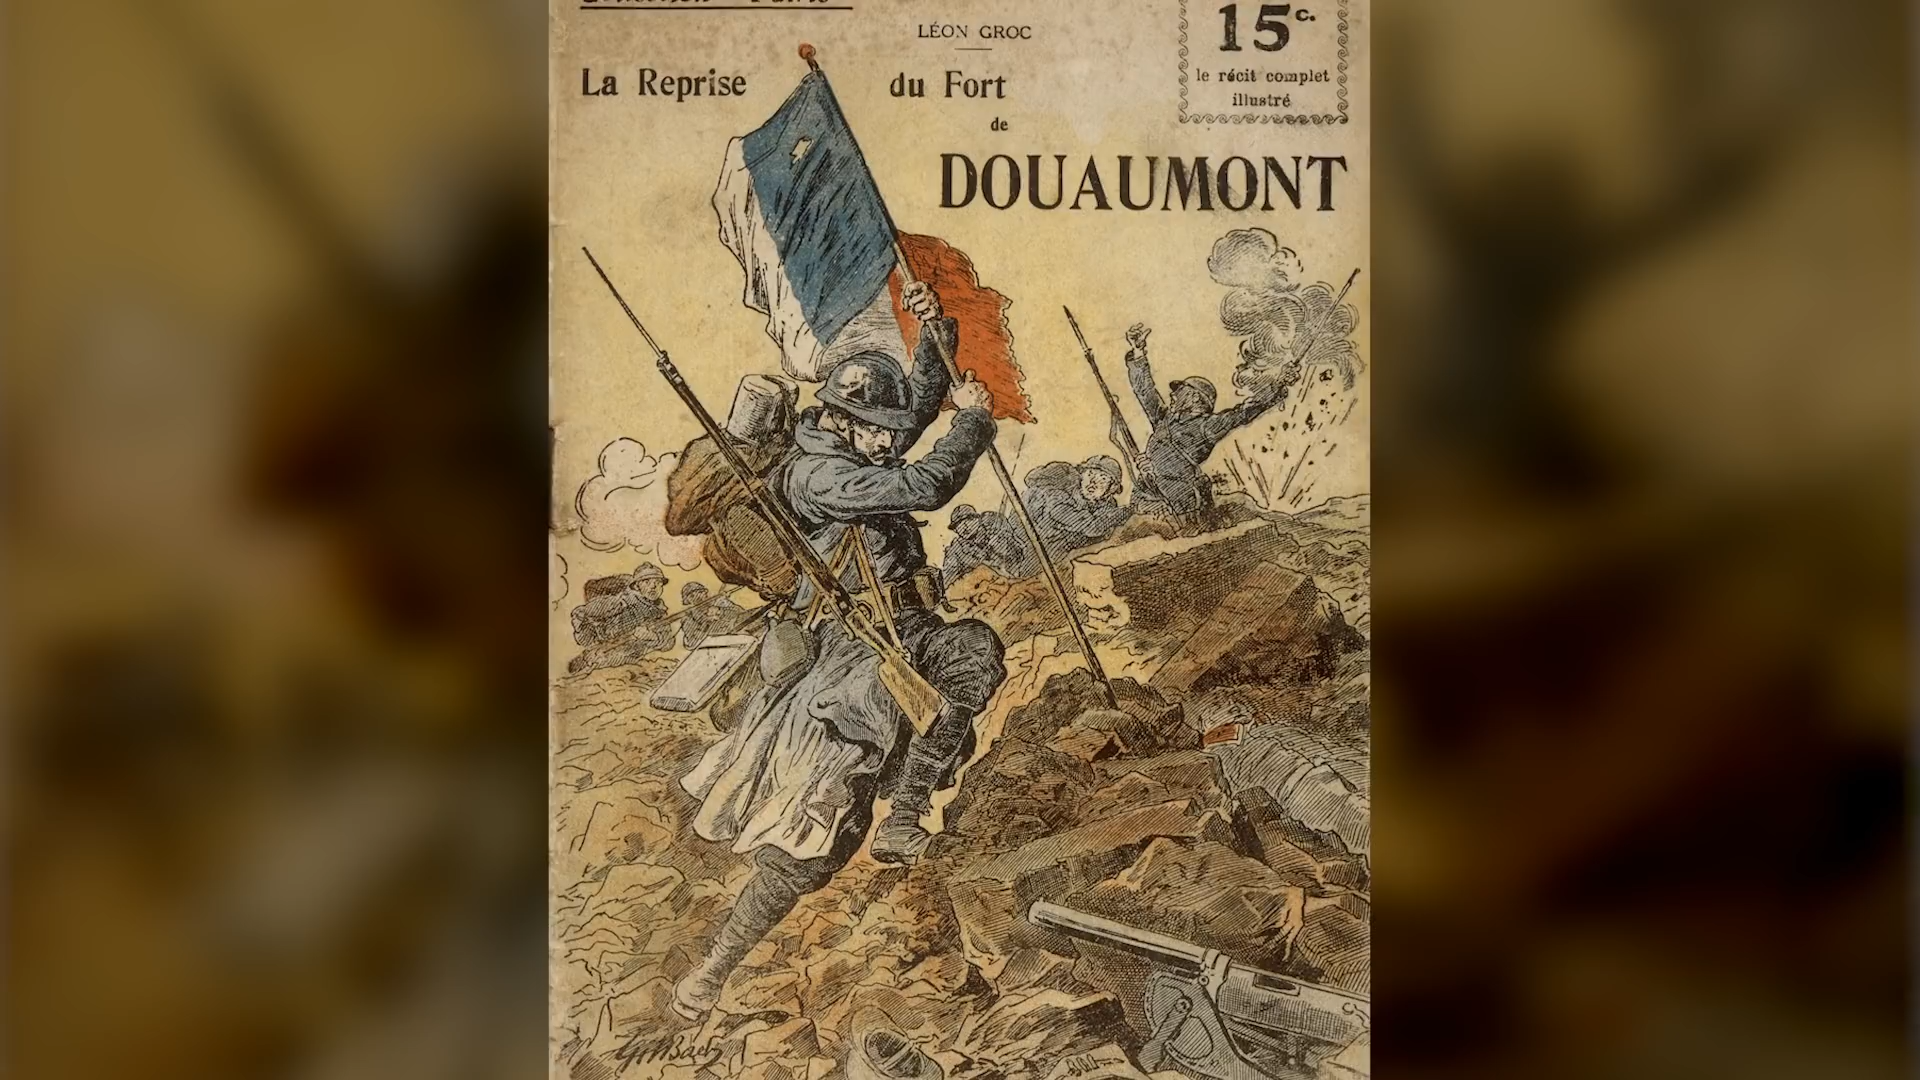 LÉON GROC
La Reprise du Fort
de
DOUAUMONT
15c.
le récit complet
illustré